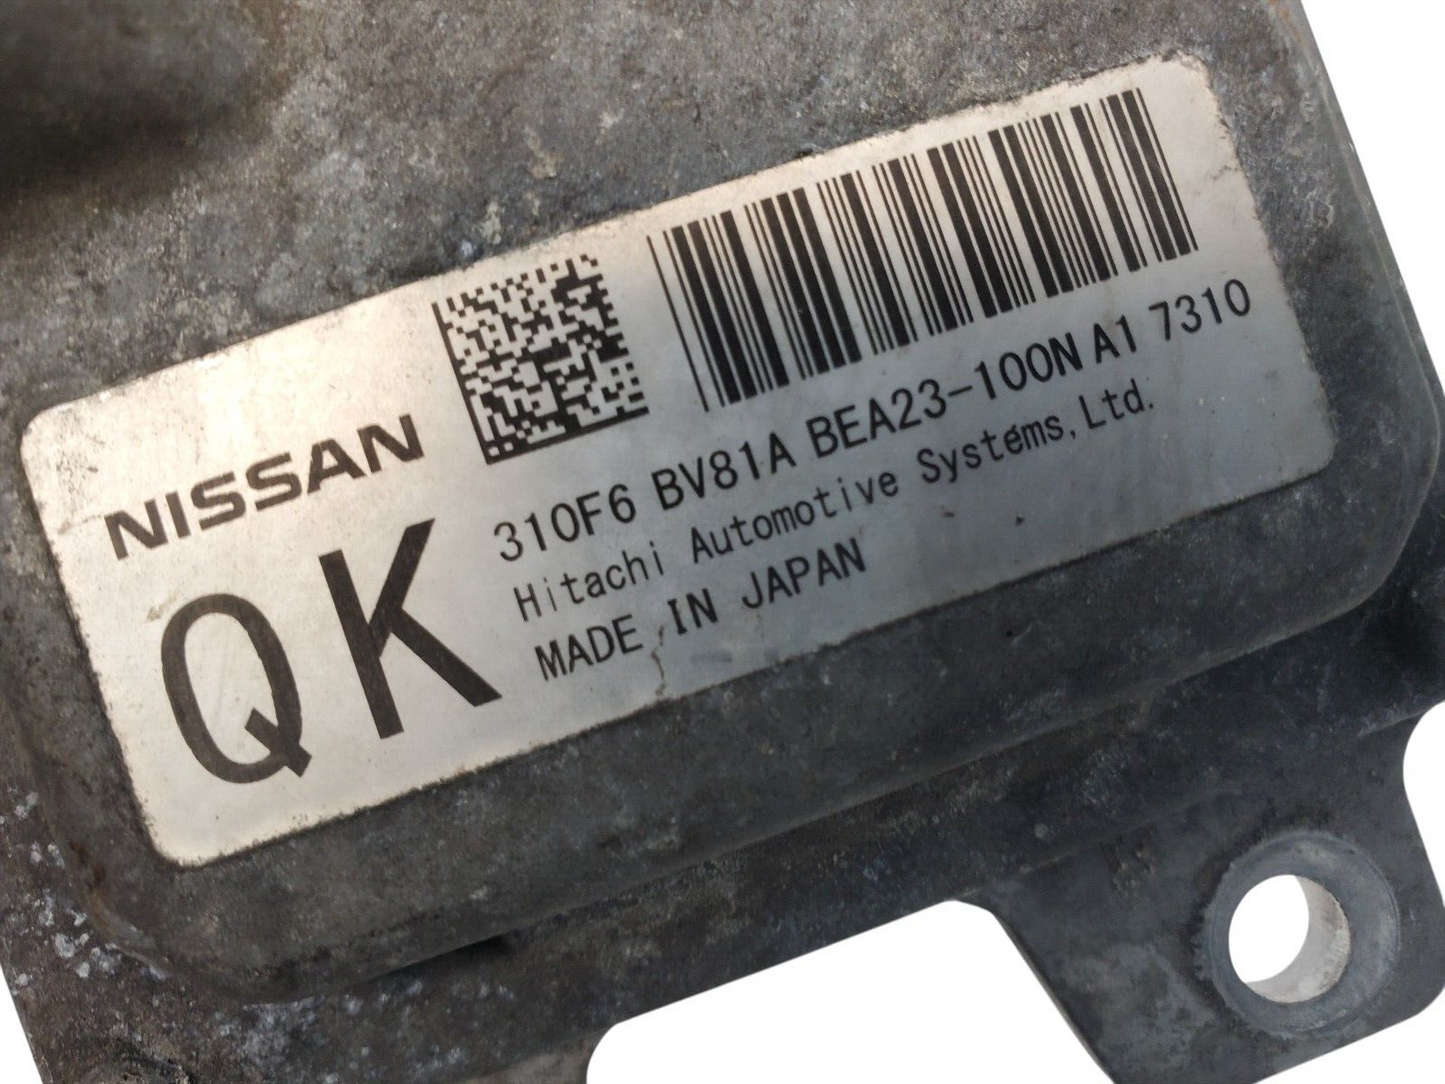 NISSAN
QK
310F6 BV81A BEA23-100N A1 7310
Hitachi Automotive Systems, Ltd.
MADE IN JAPAN